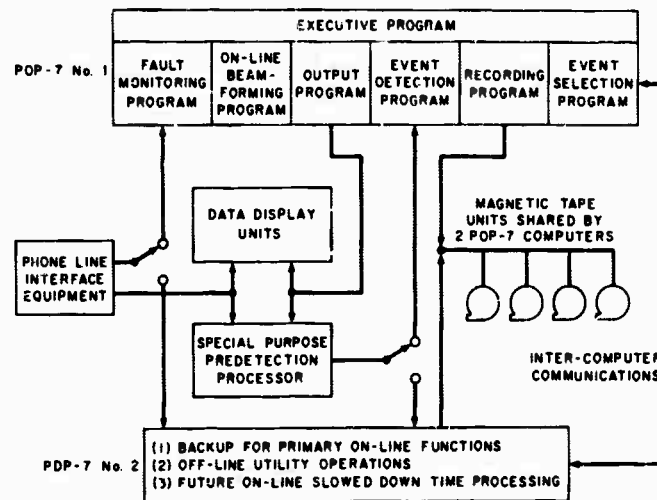 EXECUTIVE PROGRAM
POP-7 No. 1
FAULT
MONITORING
PROGRAM
ON-LINE
BEAM-
FORMING
PROGRAM
OUTPUT
PROGRAM
EVENT
DETECTION
PROGRAM
RECORDING
PROGRAM
EVENT
SELECTION
PROGRAM
DATA DISPLAY
UNITS
MAGNETIC TAPE
UNITS SHARED BY
2 POP-7 COMPUTERS
PHONE LINE
INTERFACE
EQUIPMENT
SPECIAL PURPOSE
PREDETECTION
PROCESSOR
INTER-COMPUTER
COMMUNICATIONS
PDP-7 No. 2
(1) BACKUP FOR PRIMARY ON-LINE FUNCTIONS
(2) OFF-LINE UTILITY OPERATIONS
(3) FUTURE ON-LINE SLOWED DOWN TIME PROCESSING